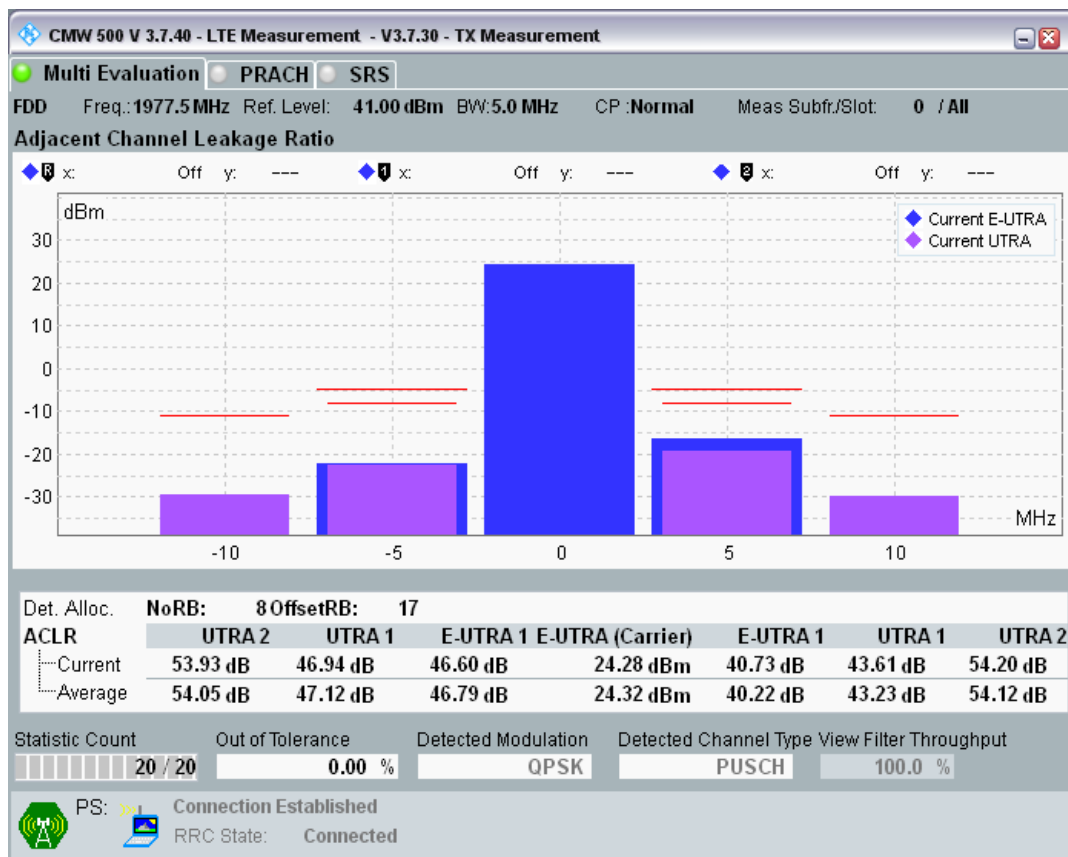 CMW 500 V 3.7.40 - LTE Measurement - V3.7.30 - TX Measurement
Multi Evaluation PRACH SRS
FDD Freq.:1977.5 MHz Ref. Level: 41.00 dBm BW:5.0 MHz CP :Normal Meas Subfr./Slot: 0 / All
Adjacent Channel Leakage Ratio
R x: Off y: --- 1 x: Off y: --- 2 x: Off y: ---
dBm
Current E-UTRA
Current UTRA
30
20
10
0
-10
-20
-30
MHz
-10 -5 0 5 10
Det. Alloc. NoRB: 8 OffsetRB: 17
ACLR UTRA 2 UTRA 1 E-UTRA 1 E-UTRA (Carrier) E-UTRA 1 UTRA 1 UTRA 2
Current 53.93 dB 46.94 dB 46.60 dB 24.28 dBm 40.73 dB 43.61 dB 54.20 dB
Average 54.05 dB 47.12 dB 46.79 dB 24.32 dBm 40.22 dB 43.23 dB 54.12 dB
Statistic Count Out of Tolerance Detected Modulation Detected Channel Type View Filter Throughput
20 / 20 0.00 % QPSK PUSCH 100.0 %
PS: Connection Established
RRC State: Connected